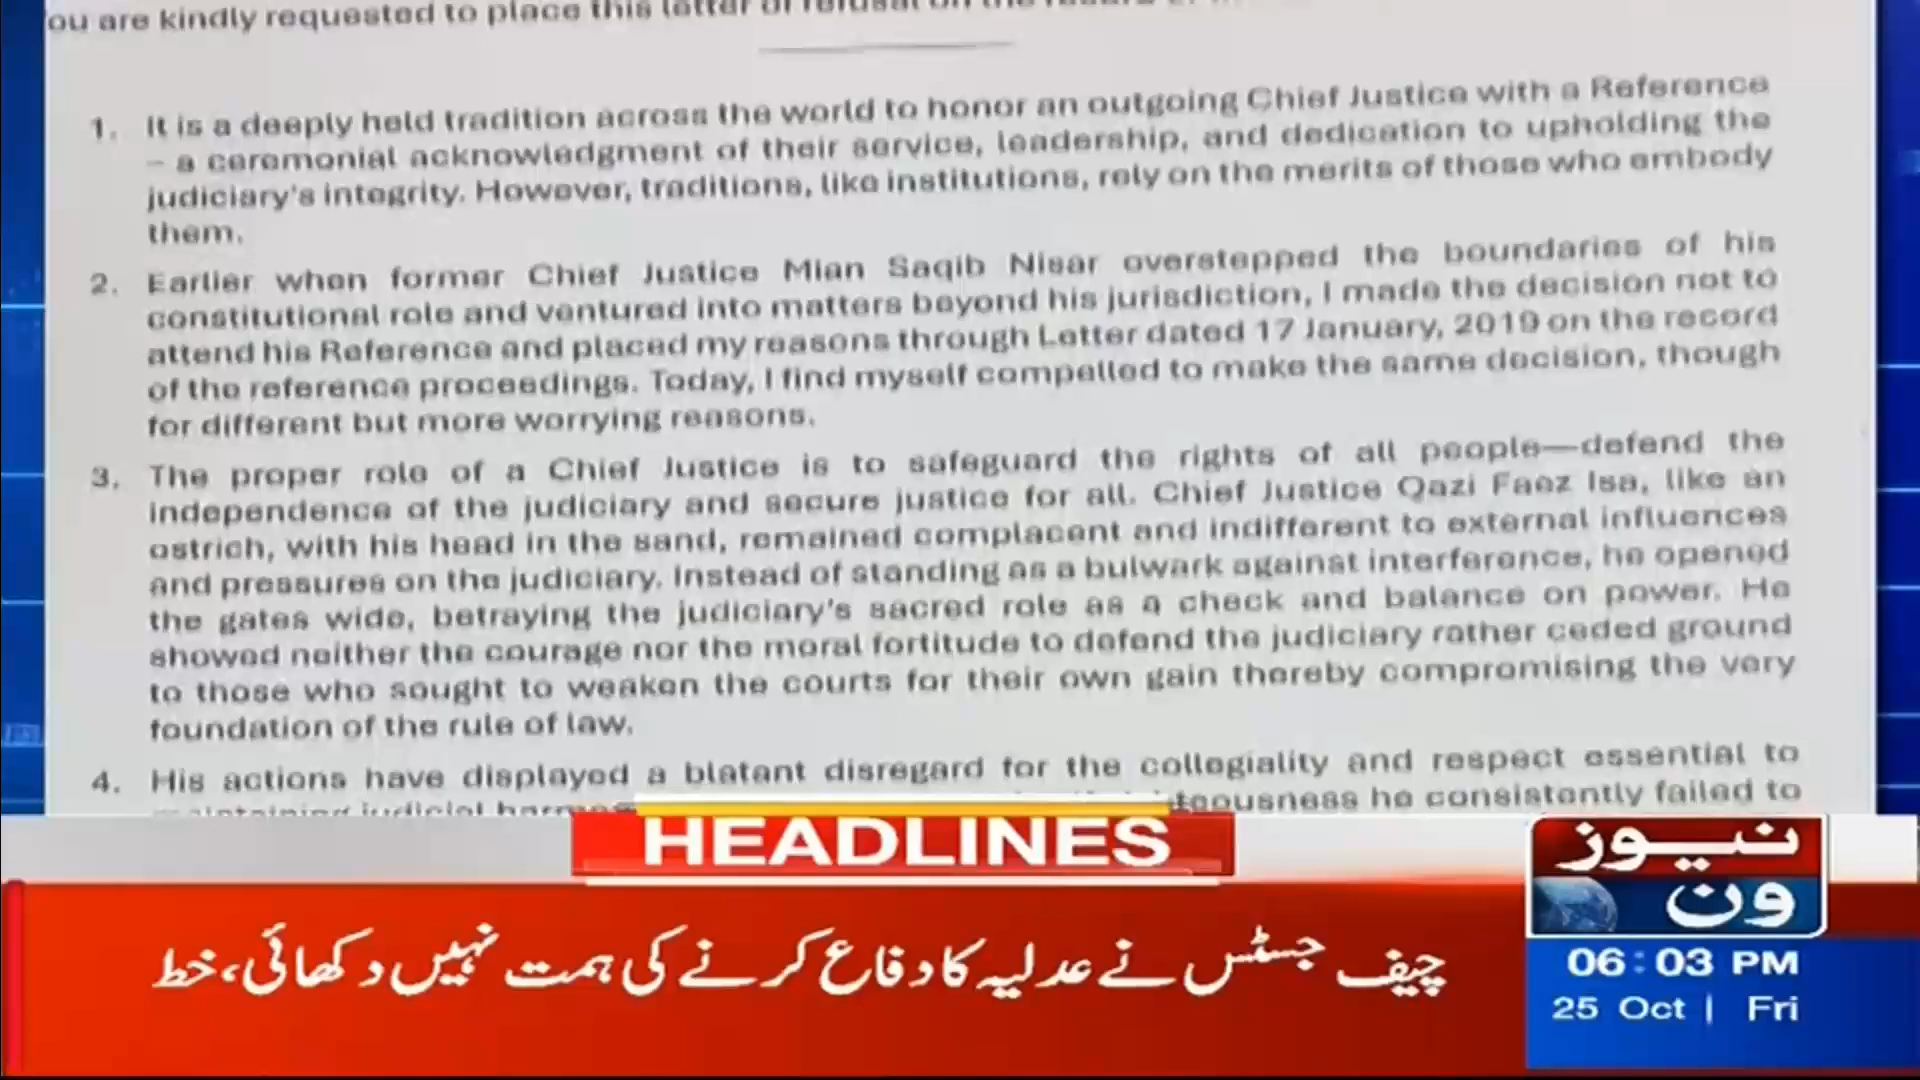 ou are kindly requested to place this letter of refusal on the
1. It is a deeply held tradition across the world to honor an outgoing Chief Justice with a Reference
– a ceremonial acknowledgment of their service, leadership, and dedication to upholding the
judiciary's integrity. However, traditions, like institutions, rely on the merits of those who embody
them.
2. Earlier when former Chief Justice Mian Saqib Nisar overstepped the boundaries of his
constitutional role and ventured into matters beyond his jurisdiction, I made the decision not to
attend his Reference and placed my reasons through Letter dated 17 January, 2019 on the record
of the reference proceedings. Today, I find myself compelled to make the same decision, though
for different but more worrying reasons.
3. The proper role of a Chief Justice is to safeguard the rights of all people—defend the
independence of the judiciary and secure justice for all. Chief Justice Qazi Faez Isa, like an
ostrich, with his head in the sand, remained complacent and indifferent to external influences
and pressures on the judiciary. Instead of standing as a bulwark against interference, he opened
the gates wide, betraying the judiciary's sacred role as a check and balance on power. He
showed neither the courage nor the moral fortitude to defend the judiciary rather ceded ground
to those who sought to weaken the courts for their own gain thereby compromising the very
foundation of the rule of law.
4. His actions have displayed a blatant disregard for the collegiality and respect essential to
maintaining judicial he consistently failed to
HEADLINES
چیف جسٹس نے عدلیہ کا دفاع کرنے کی ہمت نہیں دکھائی، خط
نیوز
ون
06:03 PM
25 Oct | Fri